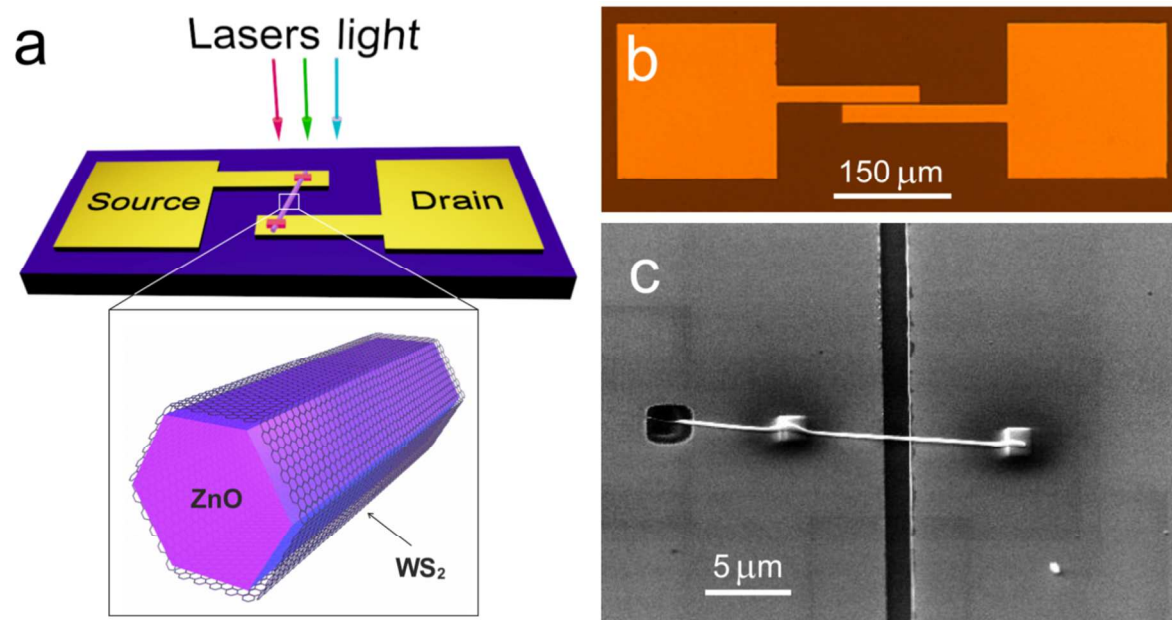 a
Lasers light
Source
Drain
ZnO
WS₂
b
150 μm
c
5 μm